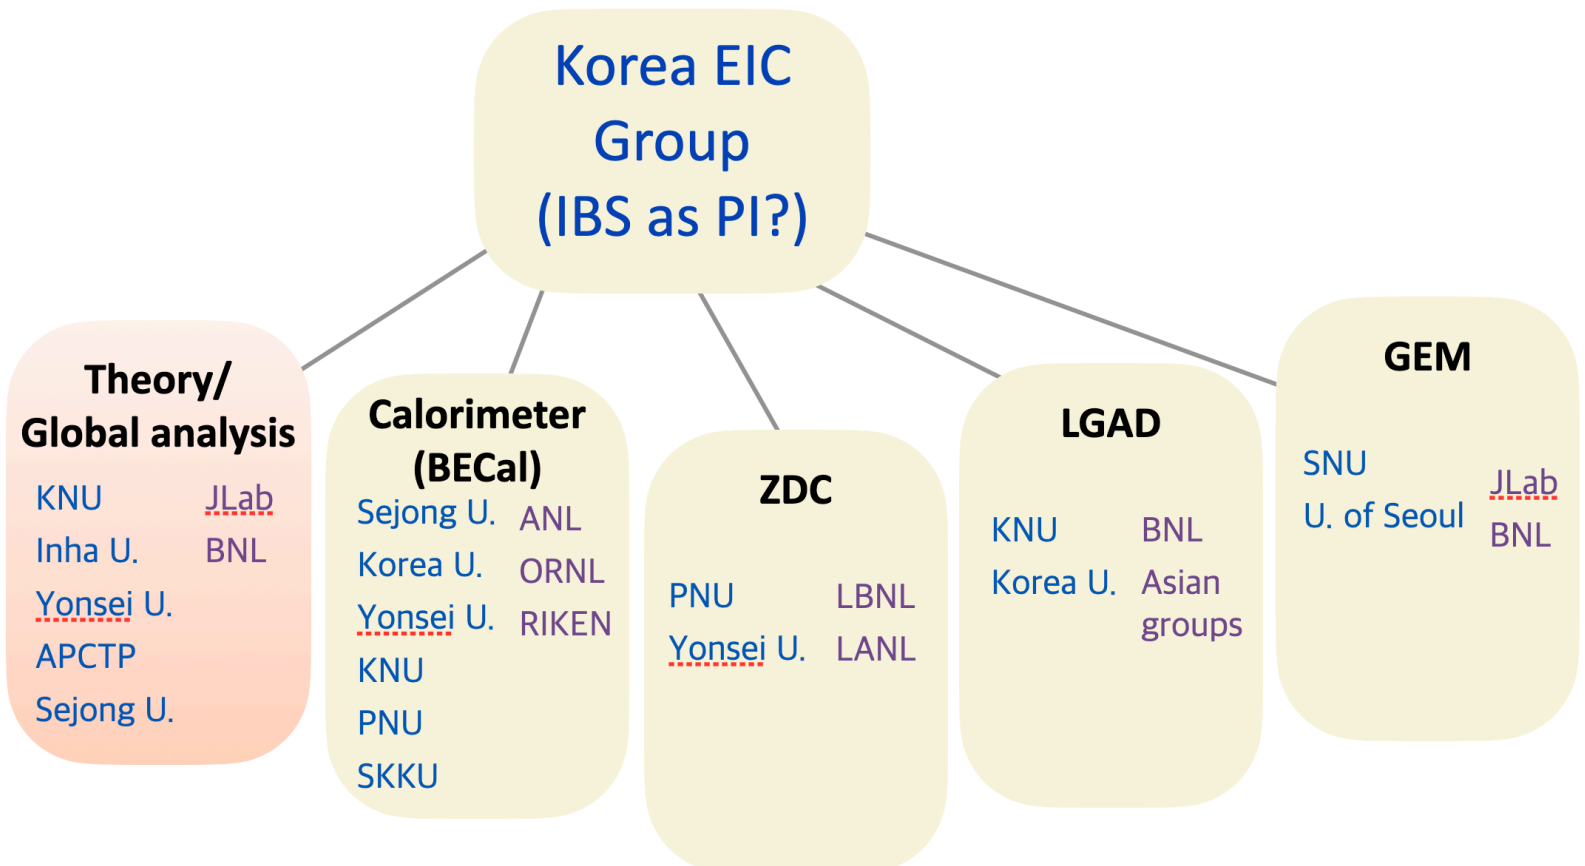 Korea EIC
Group
(IBS as PI?)
Theory/
Global analysis
KNU
Inha U.
Yonsei U.
APCTP
Sejong U.
JLab
BNL
Calorimeter
(BECal)
Sejong U.
Korea U.
Yonsei U.
KNU
PNU
SKKU
ANL
ORNL
RIKEN
ZDC
PNU
Yonsei U.
LBNL
LANL
LGAD
KNU
Korea U.
BNL
Asian
groups
GEM
SNU
U. of Seoul
JLab
BNL